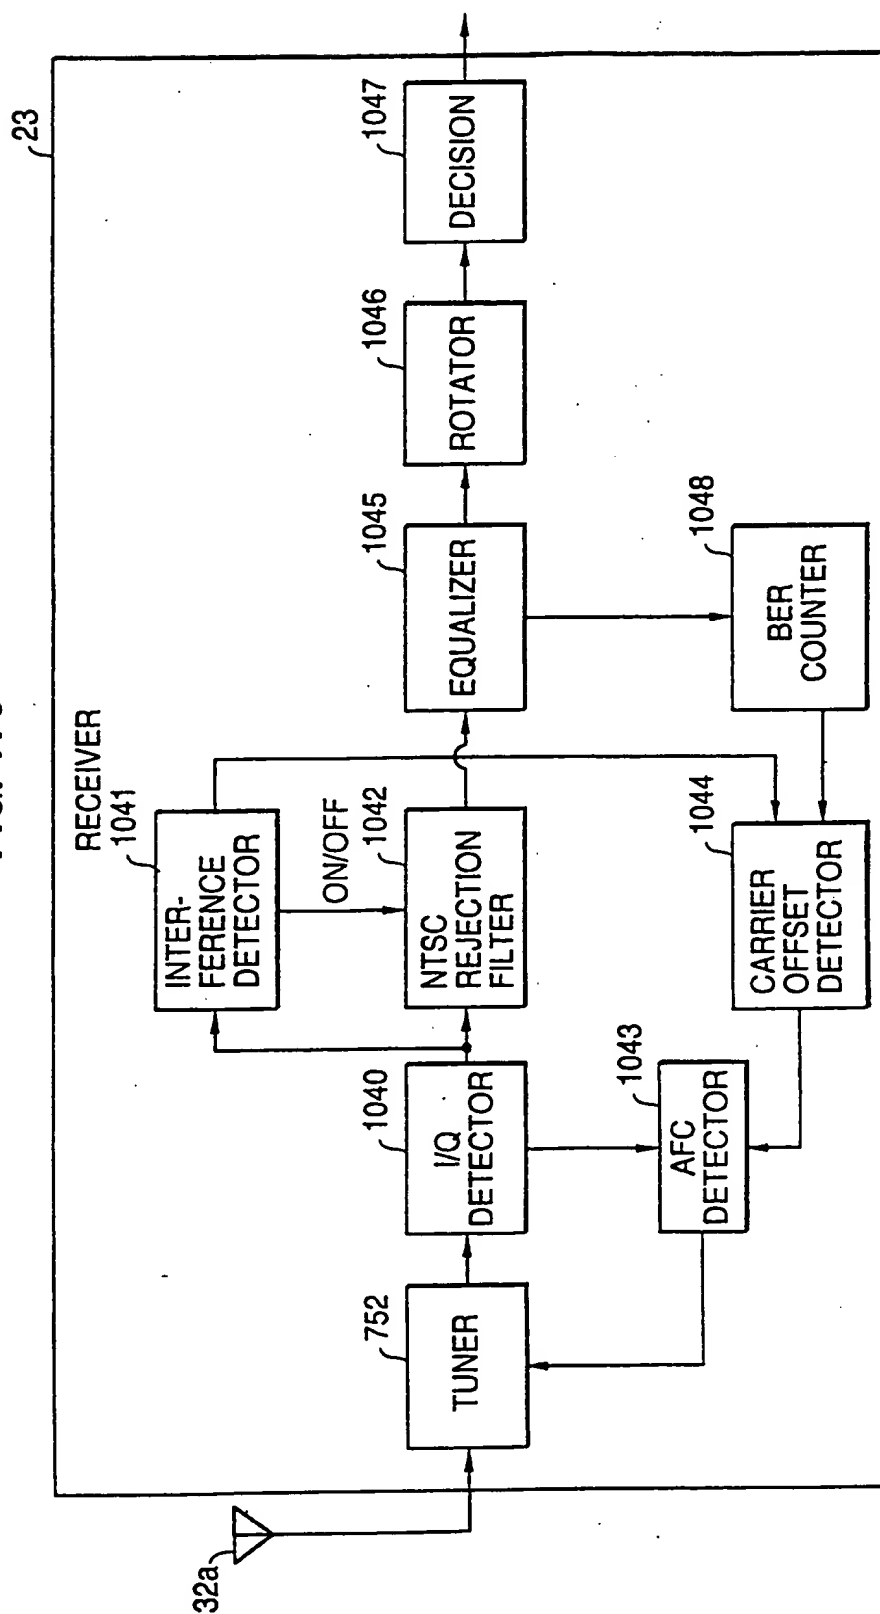 23
RECEIVER
1041
INTER-
FERENCE
DETECTOR
ON/OFF
32a
752
TUNER
1040
I/Q
DETECTOR
1042
NTSC
REJECTION
FILTER
1045
EQUALIZER
1046
ROTATOR
1047
DECISION
1043
AFC
DETECTOR
1044
CARRIER
OFFSET
DETECTOR
1048
BER
COUNTER